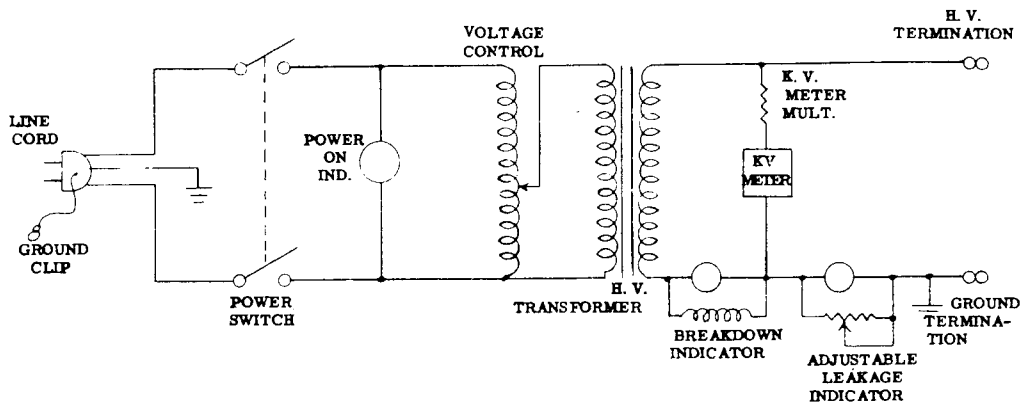 H. V.
TERMINATION
VOLTAGE
CONTROL
K. V.
METER
MULT.
LINE
CORD
POWER
ON
IND.
KV
METER
GROUND
CLIP
POWER
SWITCH
H. V.
TRANSFORMER
BREAKDOWN
INDICATOR
GROUND
TERMINA-
TION
ADJUSTABLE
LEAKAGE
INDICATOR